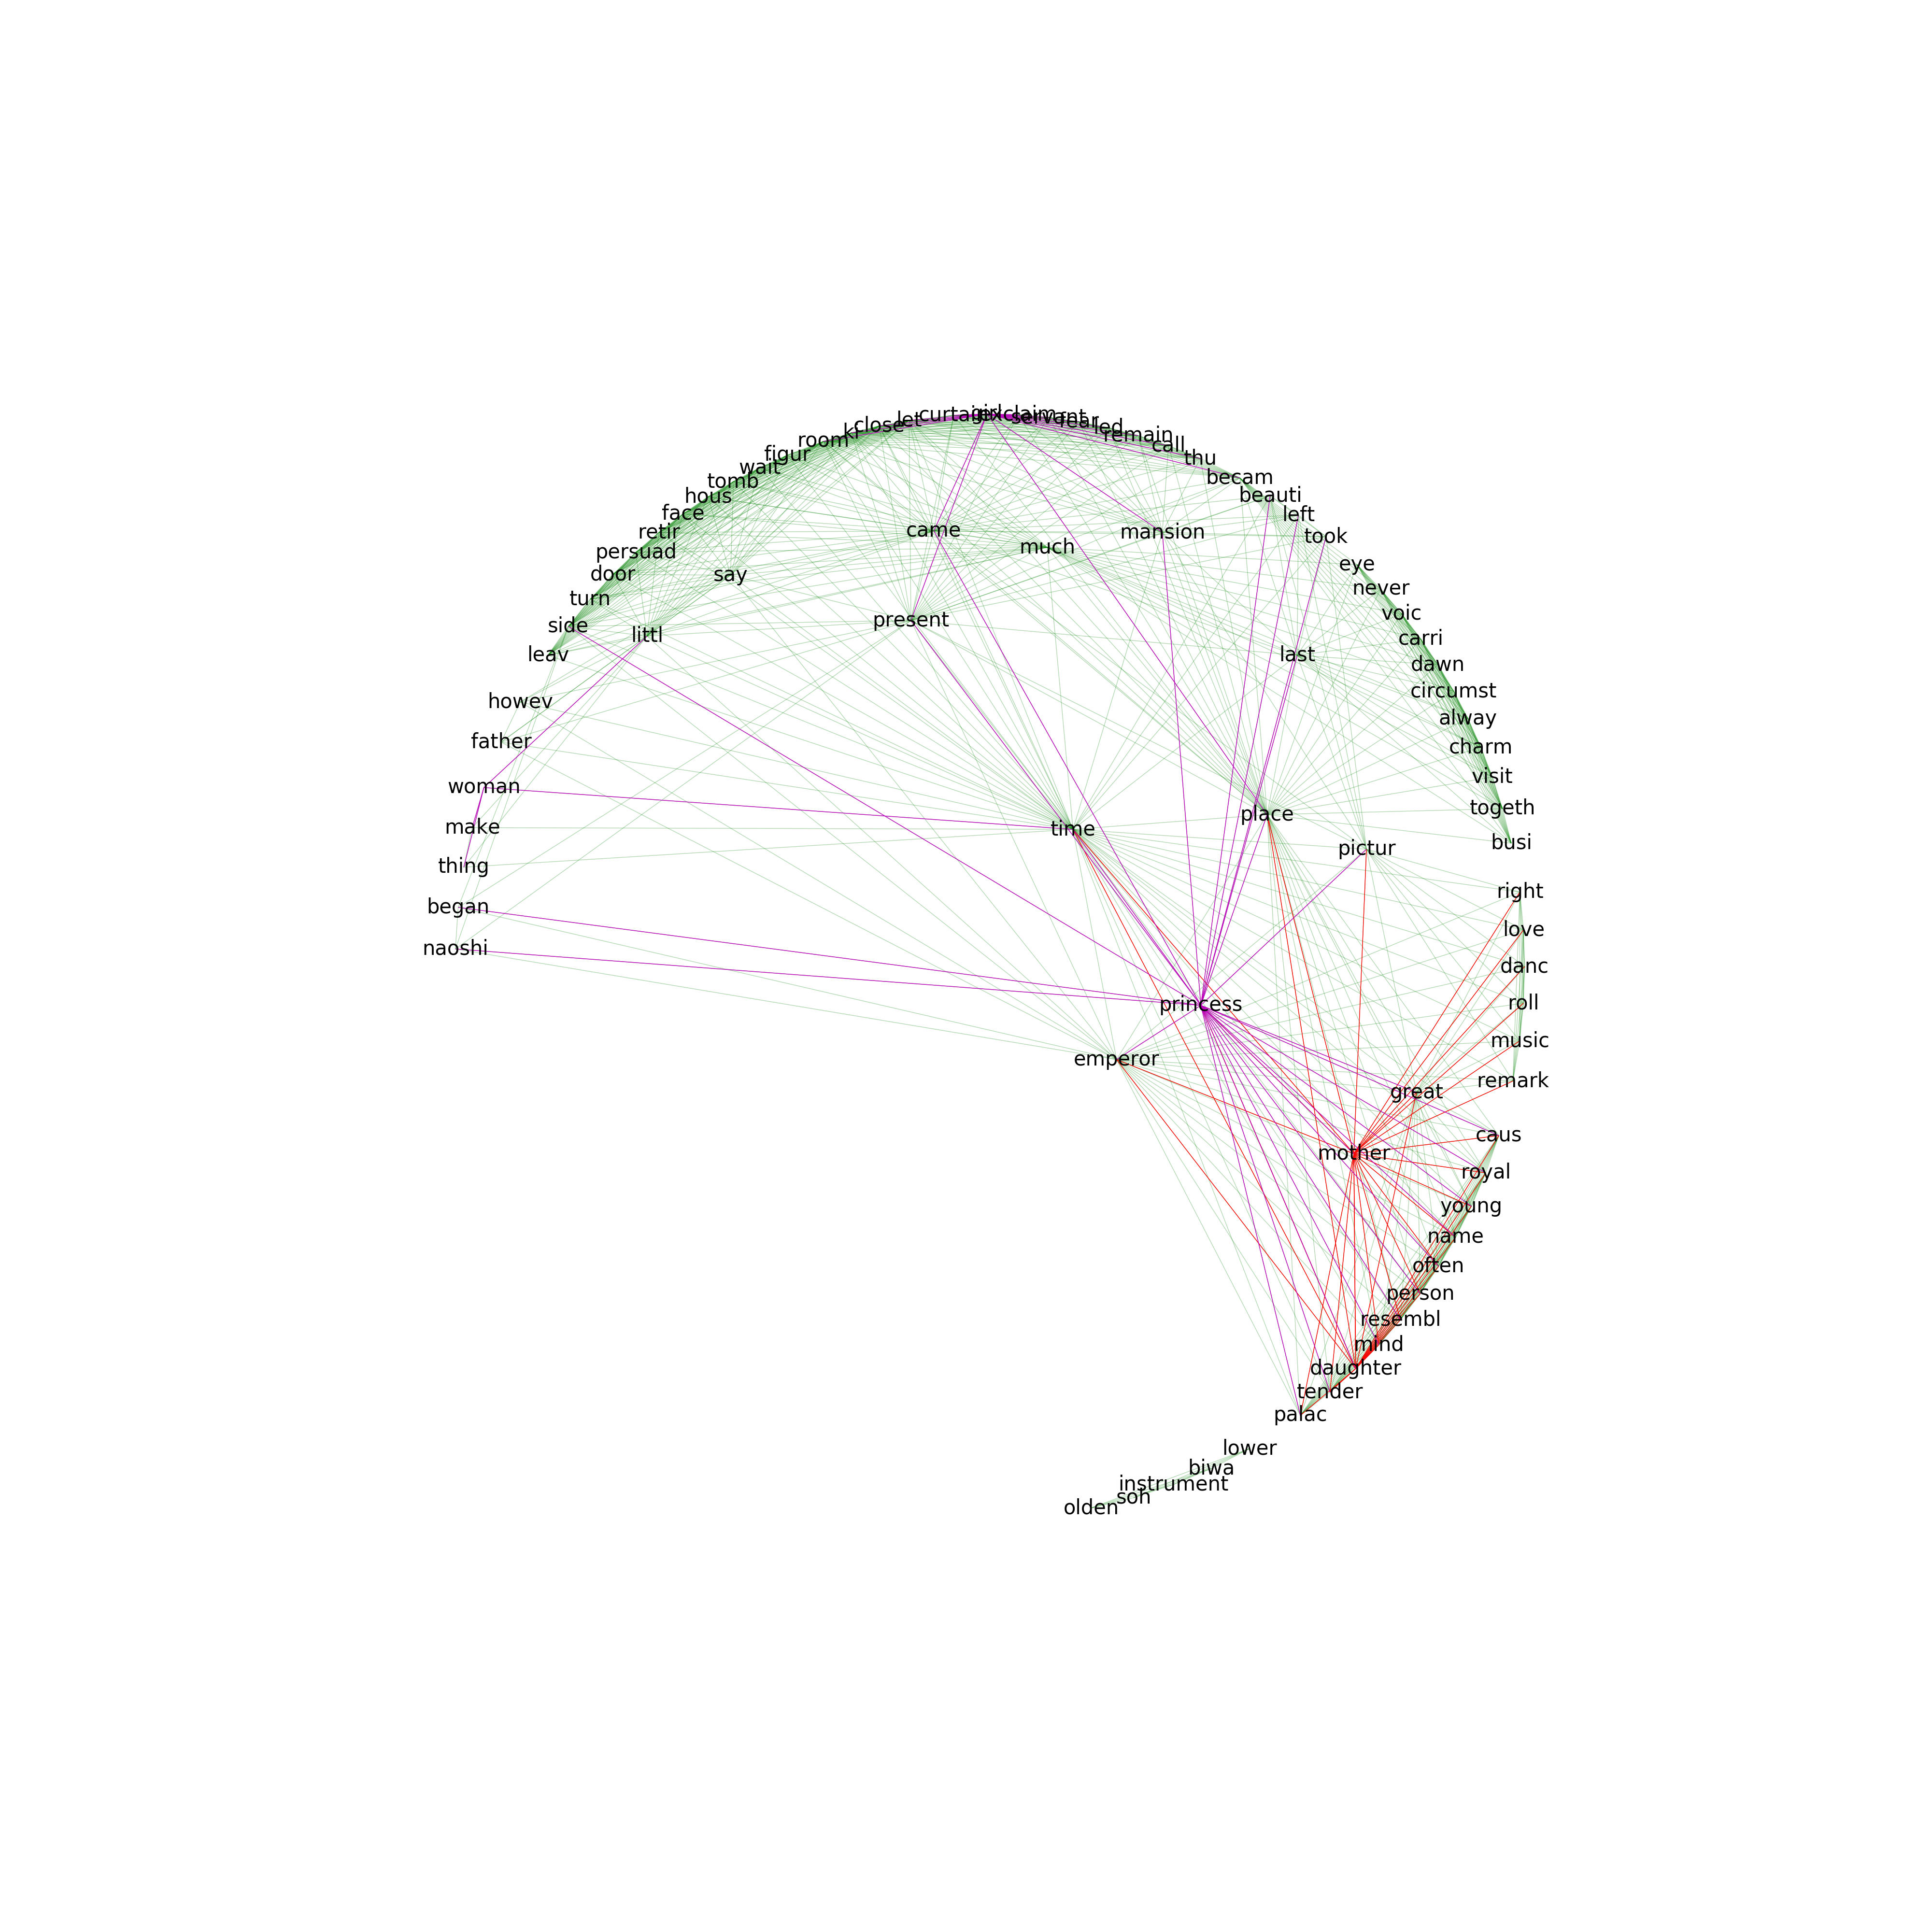 curtain
girl
exclaim
servant
fear
let
led
close
kr
remain
room
call
figur
thu
wait
becam
tomb
beauti
hous
face
left
retir
came
mansion
took
persuad
much
eye
door
say
never
turn
voic
present
side
littl
carri
leav
last
dawn
circumst
howev
alway
father
charm
visit
woman
togeth
place
make
time
busi
pictur
thing
right
began
love
naoshi
danc
princess
roll
music
emperor
remark
great
caus
mother
royal
young
name
often
person
resembl
mind
daughter
tender
palac
lower
biwa
instrument
soh
olden